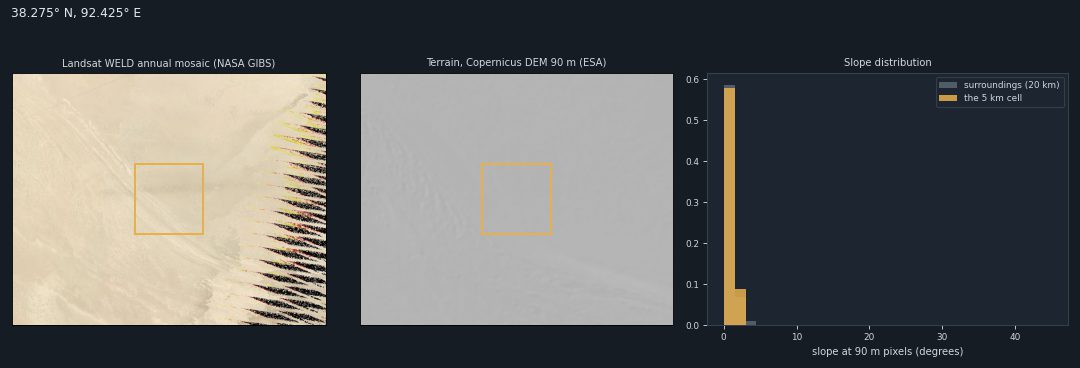 38.275° N, 92.425° E
Landsat WELD annual mosaic (NASA GIBS)
Terrain, Copernicus DEM 90 m (ESA)
Slope distribution
surroundings (20 km)
the 5 km cell
0.6
0.5
0.4
0.3
0.2
0.1
0.0
0 10 20 30 40
slope at 90 m pixels (degrees)